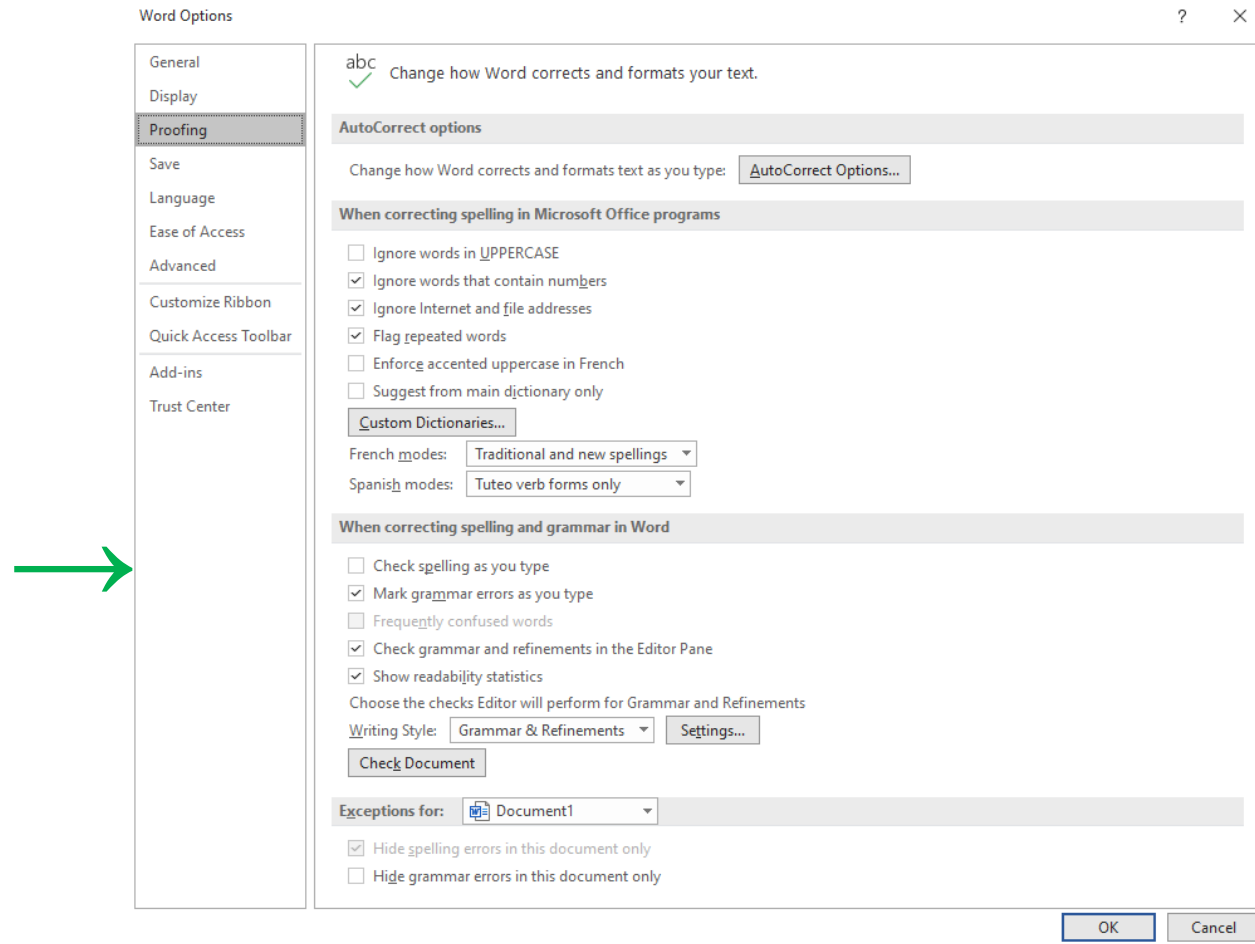 Word Options
?
General
Display
Proofing
Save
Language
Ease of Access
Advanced
Customize Ribbon
Quick Access Toolbar
Add-ins
Trust Center
abc
Change how Word corrects and formats your text.
AutoCorrect options
Change how Word corrects and formats text as you type: AutoCorrect Options...
When correcting spelling in Microsoft Office programs
Ignore words in UPPERCASE
Ignore words that contain numbers
Ignore Internet and file addresses
Flag repeated words
Enforce accented uppercase in French
Suggest from main dictionary only
Custom Dictionaries...
French modes: Traditional and new spellings
Spanish modes: Tuteo verb forms only
When correcting spelling and grammar in Word
Check spelling as you type
Mark grammar errors as you type
Frequently confused words
Check grammar and refinements in the Editor Pane
Show readability statistics
Choose the checks Editor will perform for Grammar and Refinements
Writing Style: Grammar & Refinements Settings...
Check Document
Exceptions for: Document1
Hide spelling errors in this document only
Hide grammar errors in this document only
OK Cancel